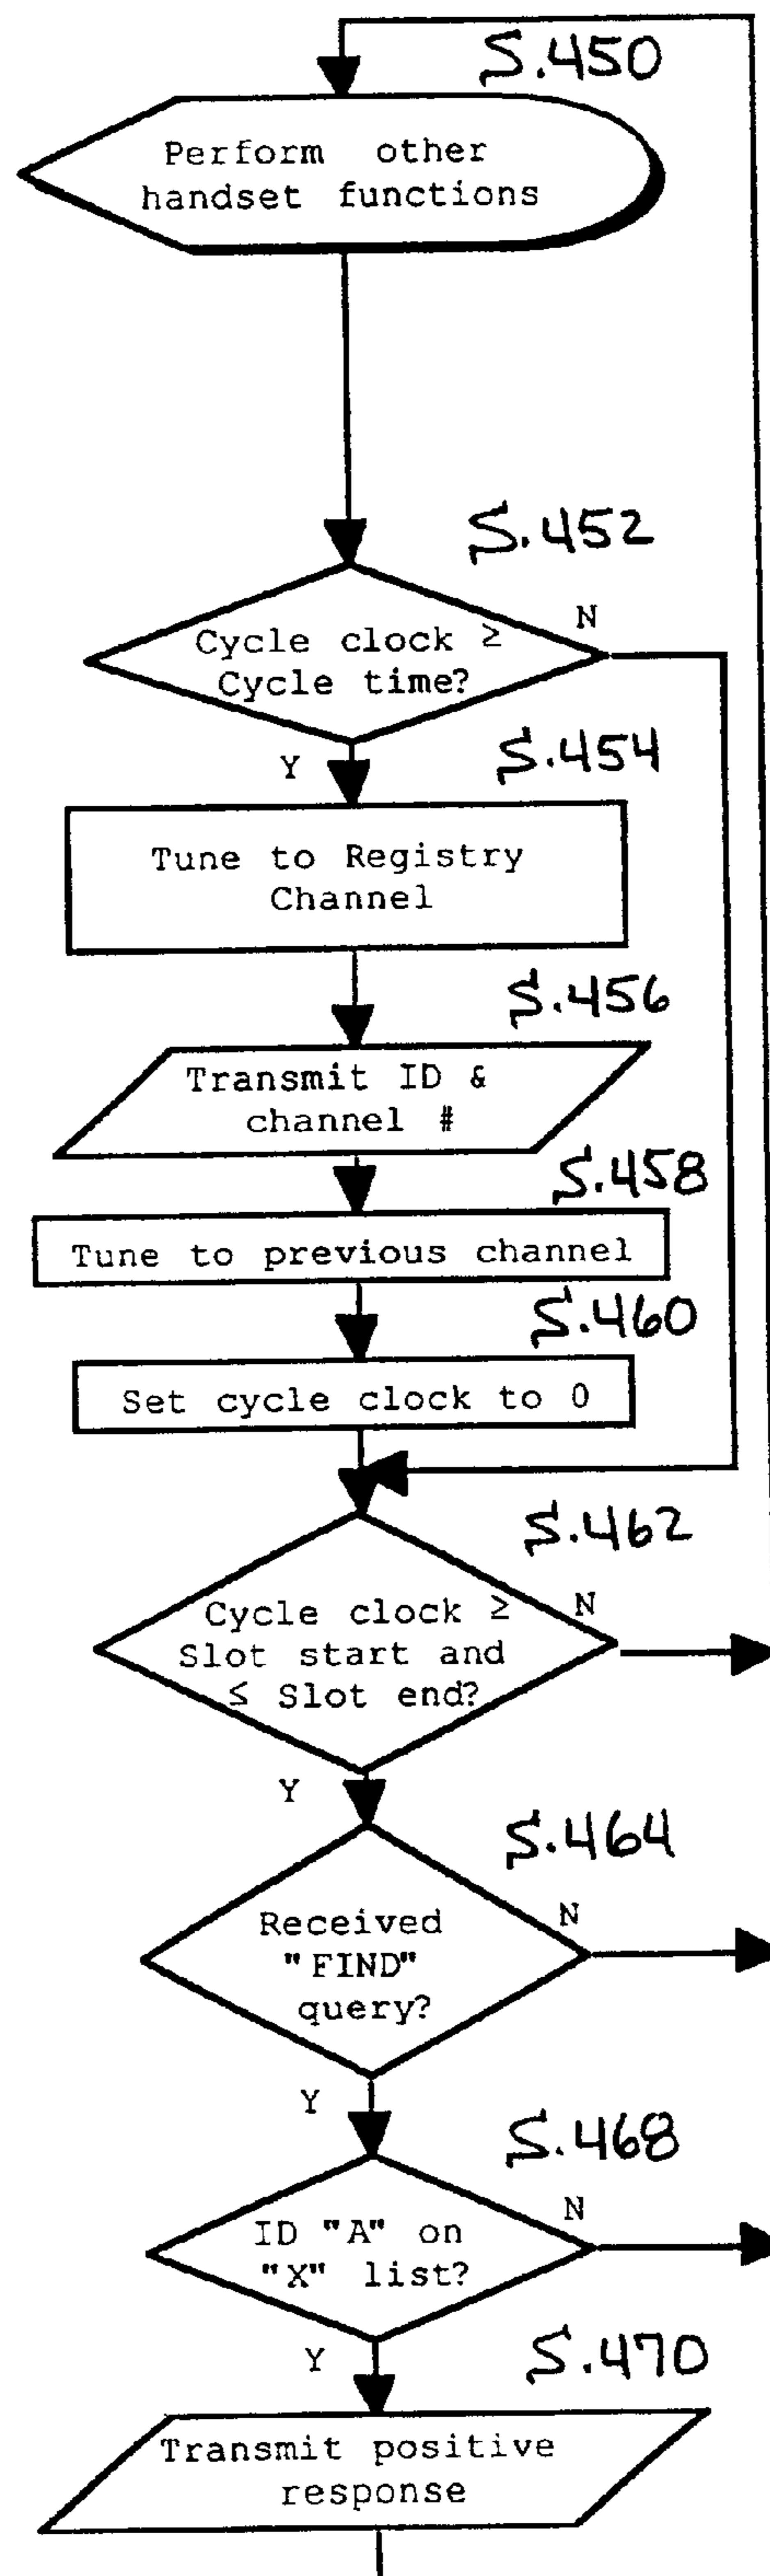 S.450
Perform other
handset functions
S.452
Cycle clock ≥
Cycle time?
N
Y
S.454
Tune to Registry
Channel
S.456
Transmit ID &
channel #
S.458
Tune to previous channel
S.460
Set cycle clock to 0
S.462
Cycle clock ≥
Slot start and
≤ Slot end?
N
Y
S.464
Received
"FIND"
query?
N
Y
S.468
ID "A" on
"X" list?
N
Y
S.470
Transmit positive
response